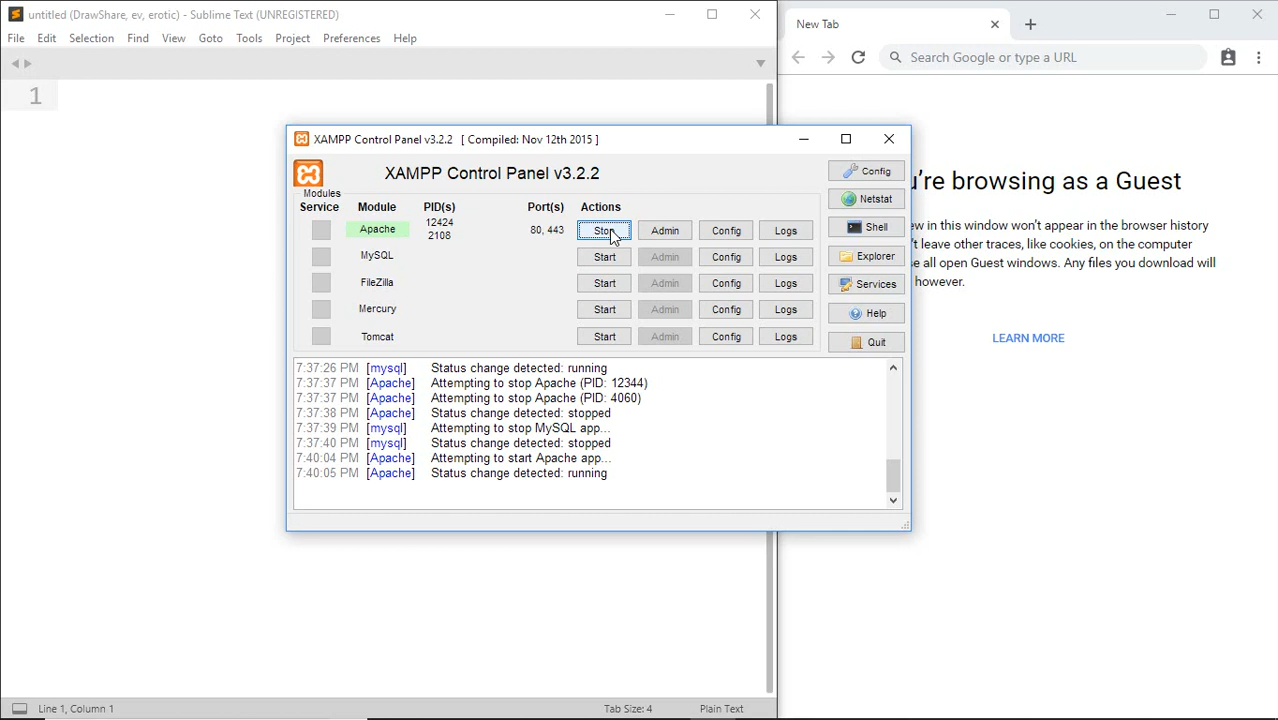 untitled (DrawShare, ev, erotic) - Sublime Text (UNREGISTERED)
File Edit Selection Find View Goto Tools Project Preferences Help
1
Line 1, Column 1
Tab Size: 4
Plain Text
New Tab
Search Google or type a URL
u're browsing as a Guest
ew in this window won't appear in the browser history
't leave other traces, like cookies, on the computer
se all open Guest windows. Any files you download will
however.
LEARN MORE
XAMPP Control Panel v3.2.2 [ Compiled: Nov 12th 2015 ]
XAMPP Control Panel v3.2.2
Modules
Service Module PID(s) Port(s) Actions
Apache 12424 2108 80, 443 Stop Admin Config Logs
MySQL Start Admin Config Logs
FileZilla Start Admin Config Logs
Mercury Start Admin Config Logs
Tomcat Start Admin Config Logs
Config
Netstat
Shell
Explorer
Services
Help
Quit
7:37:26 PM [mysql] Status change detected: running
7:37:37 PM [Apache] Attempting to stop Apache (PID: 12344)
7:37:37 PM [Apache] Attempting to stop Apache (PID: 4060)
7:37:38 PM [Apache] Status change detected: stopped
7:37:39 PM [mysql] Attempting to stop MySQL app...
7:37:40 PM [mysql] Status change detected: stopped
7:40:04 PM [Apache] Attempting to start Apache app...
7:40:05 PM [Apache] Status change detected: running